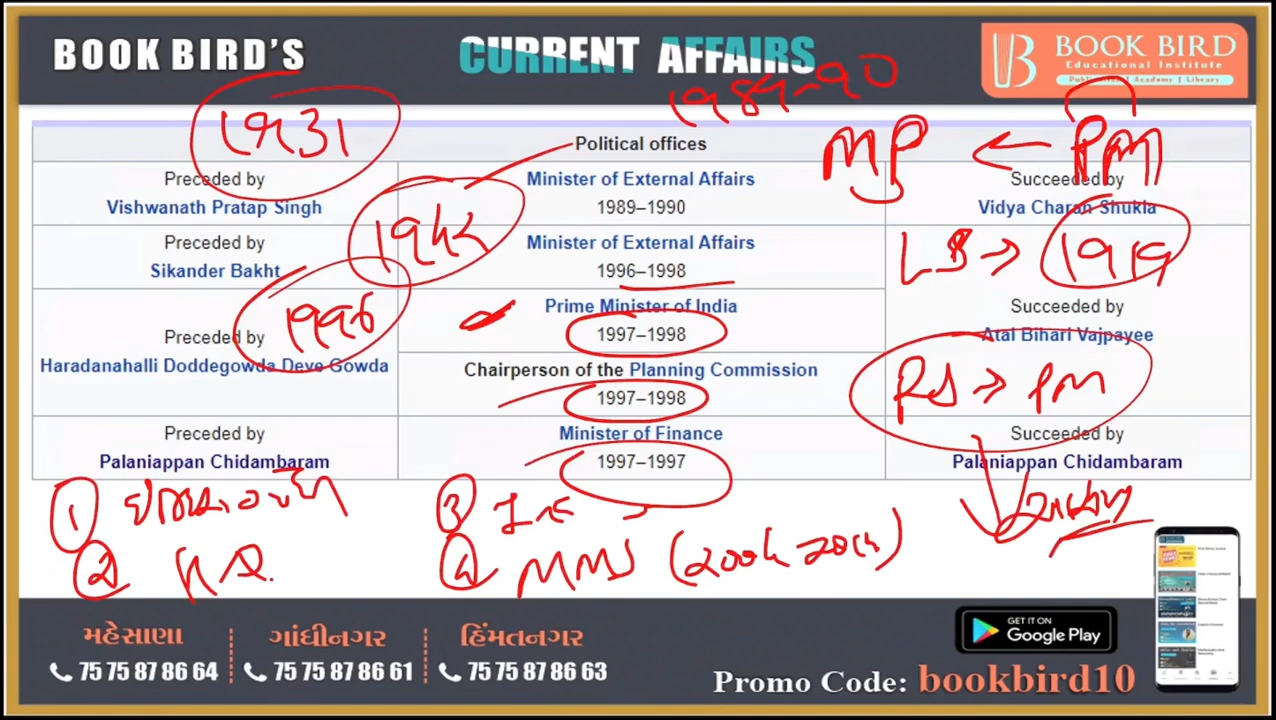 BOOK BIRD'S
CURRENT AFFAIRS
BOOK BIRD
Educational Institute
Publication | Academy | Library
1989-90
1931
MP ← PM
Political offices
Preceded by
Vishwanath Pratap Singh
Minister of External Affairs
1989–1990
Succeeded by
Vidya Charan Shukla
Preceded by
Sikander Bakht
Minister of External Affairs
1996–1998
LS → 1919
1996
Preceded by
Haradanahalli Doddegowda Deve Gowda
Prime Minister of India
1997–1998
Succeeded by
Atal Bihari Vajpayee
Chairperson of the Planning Commission
1997–1998
RS → PM
Preceded by
Palaniappan Chidambaram
Minister of Finance
1997–1997
Succeeded by
Palaniappan Chidambaram
①
②
③
④ MMS
મહેસાણા
75 75 87 86 64
ગાંધીનગર
75 75 87 86 61
હિંમતનગર
75 75 87 86 63
GET IT ON
Google Play
Promo Code: bookbird10